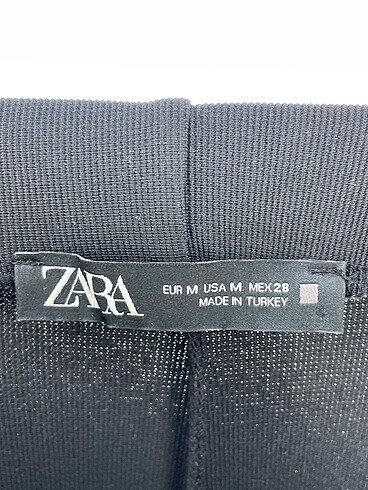 ZARA
EUR M USA M MEX 28
MADE IN TURKEY